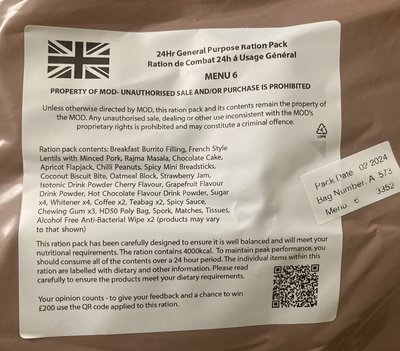 24Hr General Purpose Ration Pack
Ration de Combat 24h á Usage Général
MENU 6
PROPERTY OF MOD- UNAUTHORISED SALE AND/OR PURCHASE IS PROHIBITED
Unless otherwise directed by MOD, this ration pack and its contents remain the property of
the MOD. Any unauthorised sale, dealing or other use inconsistent with the MOD's
proprietary rights is prohibited and may constitute a criminal offence.
LDPE
Ration pack contents: Breakfast Burrito Filling, French Style
Lentils with Minced Pork, Rajma Masala, Chocolate Cake,
Apricot Flapjack, Chilli Peanuts, Spicy Mini Breadsticks,
Coconut Biscuit Bite, Oatmeal Block, Strawberry Jam,
Isotonic Drink Powder Cherry Flavour, Grapefruit Flavour
Drink Powder, Hot Chocolate Flavour Drink Powder, Sugar
x4, Whitener x4, Coffee x2, Teabag x2, Spicy Sauce,
Chewing Gum x3, HD50 Poly Bag, Spork, Matches, Tissues,
Alcohol Free Anti-Bacterial Wipe x2 (products may vary
to that shown)
Park Date 02 2024
Bag Number. A 573
Menu 6 3352
This ration pack has been carefully designed to ensure it is well balanced and will meet your
nutritional requirements. The ration contains 4000kcal. To maintain peak performance, you
should consume all of the contents over a 24 hour period. The individual items within this
ration are labelled with dietary and other information. Please read
carefully to ensure the products meet your dietary requirements.
Your opinion counts - to give your feedback and a chance to win
£200 use the QR code applied to this ration.